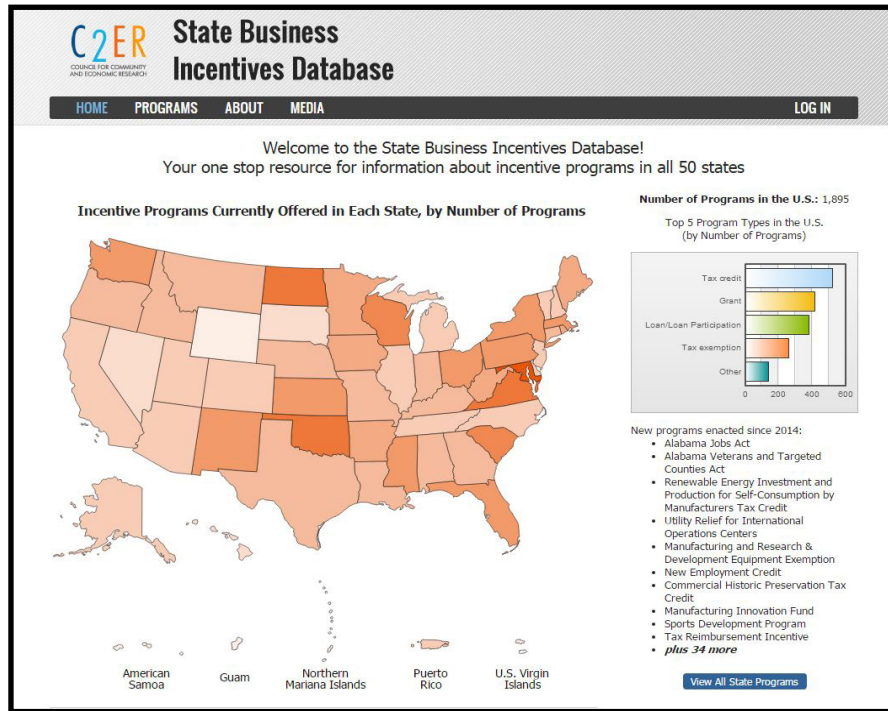 C2ER
COUNCIL FOR COMMUNITY
AND ECONOMIC RESEARCH
State Business
Incentives Database
HOME PROGRAMS ABOUT MEDIA LOG IN
Welcome to the State Business Incentives Database!
Your one stop resource for information about incentive programs in all 50 states
Incentive Programs Currently Offered in Each State, by Number of Programs
American
Samoa
Guam
Northern
Mariana Islands
Puerto
Rico
U.S. Virgin
Islands
Number of Programs in the U.S.: 1,895
Top 5 Program Types in the U.S.
(by Number of Programs)
Tax credit
Grant
Loan/Loan Participation
Tax exemption
Other
0 200 400 600
New programs enacted since 2014:
• Alabama Jobs Act
• Alabama Veterans and Targeted
Counties Act
• Renewable Energy Investment and
Production for Self-Consumption by
Manufacturers Tax Credit
• Utility Relief for International
Operations Centers
• Manufacturing and Research &
Development Equipment Exemption
• New Employment Credit
• Commercial Historic Preservation Tax
Credit
• Manufacturing Innovation Fund
• Sports Development Program
• Tax Reimbursement Incentive
• plus 34 more
View All State Programs